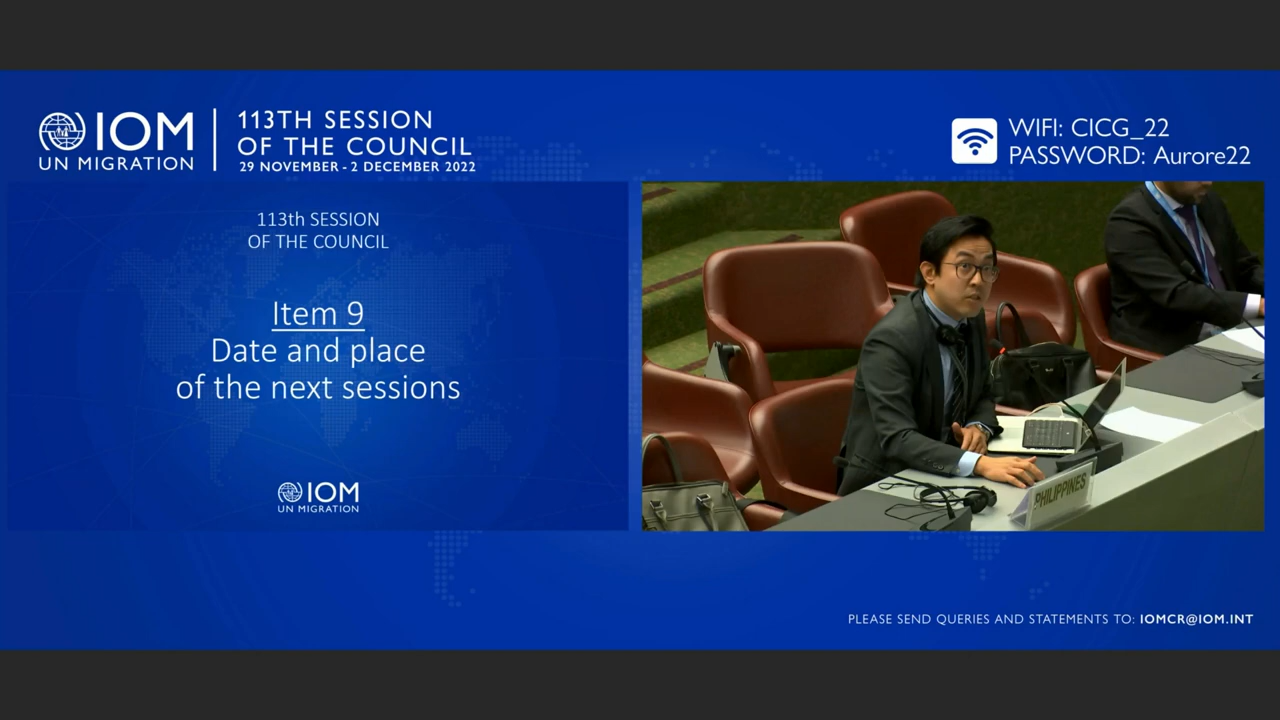 IOM
UN MIGRATION
113TH SESSION
OF THE COUNCIL
29 NOVEMBER - 2 DECEMBER 2022
WIFI: CICG_22
PASSWORD: Aurore22
113th SESSION
OF THE COUNCIL
Item 9
Date and place
of the next sessions
IOM
UN MIGRATION
PHILIPPINES
PLEASE SEND QUERIES AND STATEMENTS TO: IOMCR@IOM.INT